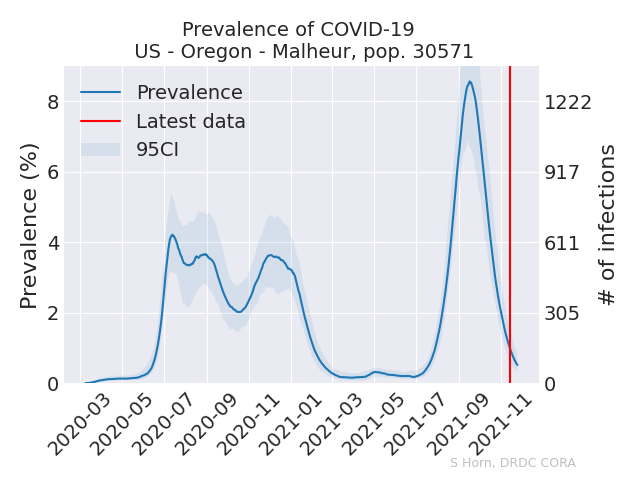 Prevalence of COVID-19
US - Oregon - Malheur, pop. 30571
Prevalence
Latest data
95CI
Prevalence (%)
8
6
4
2
0
1222
917
611
305
0
# of infections
2020-03
2020-05
2020-07
2020-09
2020-11
2021-01
2021-03
2021-05
2021-07
2021-09
2021-11
S Horn, DRDC CORA